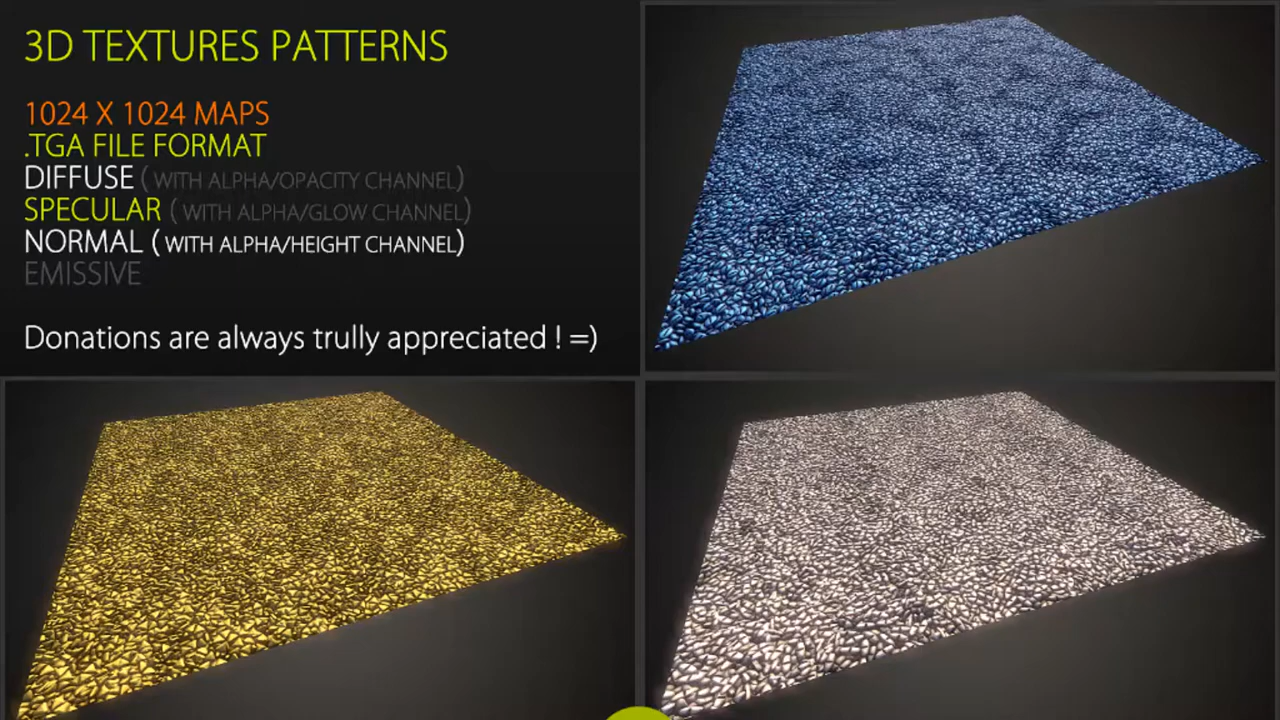 3D TEXTURES PATTERNS
1024 X 1024 MAPS
.TGA FILE FORMAT
DIFFUSE ( WITH ALPHA/OPACITY CHANNEL)
SPECULAR ( WITH ALPHA/GLOW CHANNEL)
NORMAL ( WITH ALPHA/HEIGHT CHANNEL)
EMISSIVE
Donations are always trully appreciated ! =)